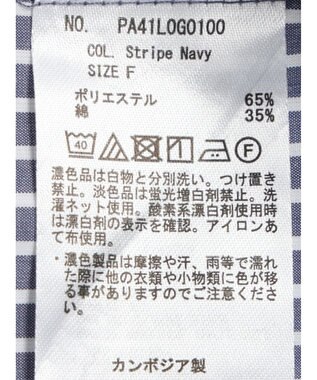 NO. PA41LOG0100
COL. Stripe Navy
SIZE F
ポリエステル 65%
綿 35%
40 F
濃色品は白物と分別洗い。つけ置き
禁止。淡色品は蛍光増白剤禁止。洗
濯ネット使用。酸素系漂白剤使用時
は漂白剤の表示を確認。アイロンあ
て布使用。
・濃色製品は摩擦や汗、雨等で濡れ
た際に他の衣類や小物類に色が移
る事がありますのでご注意くださ
い。
カンボジア製